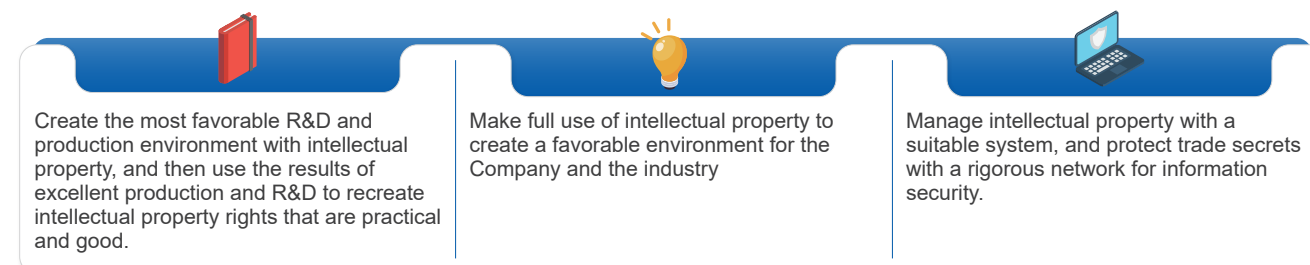 Create the most favorable R&D and
production environment with intellectual
property, and then use the results of
excellent production and R&D to recreate
intellectual property rights that are practical
and good.
Make full use of intellectual property to
create a favorable environment for the
Company and the industry
Manage intellectual property with a
suitable system, and protect trade secrets
with a rigorous network for information
security.